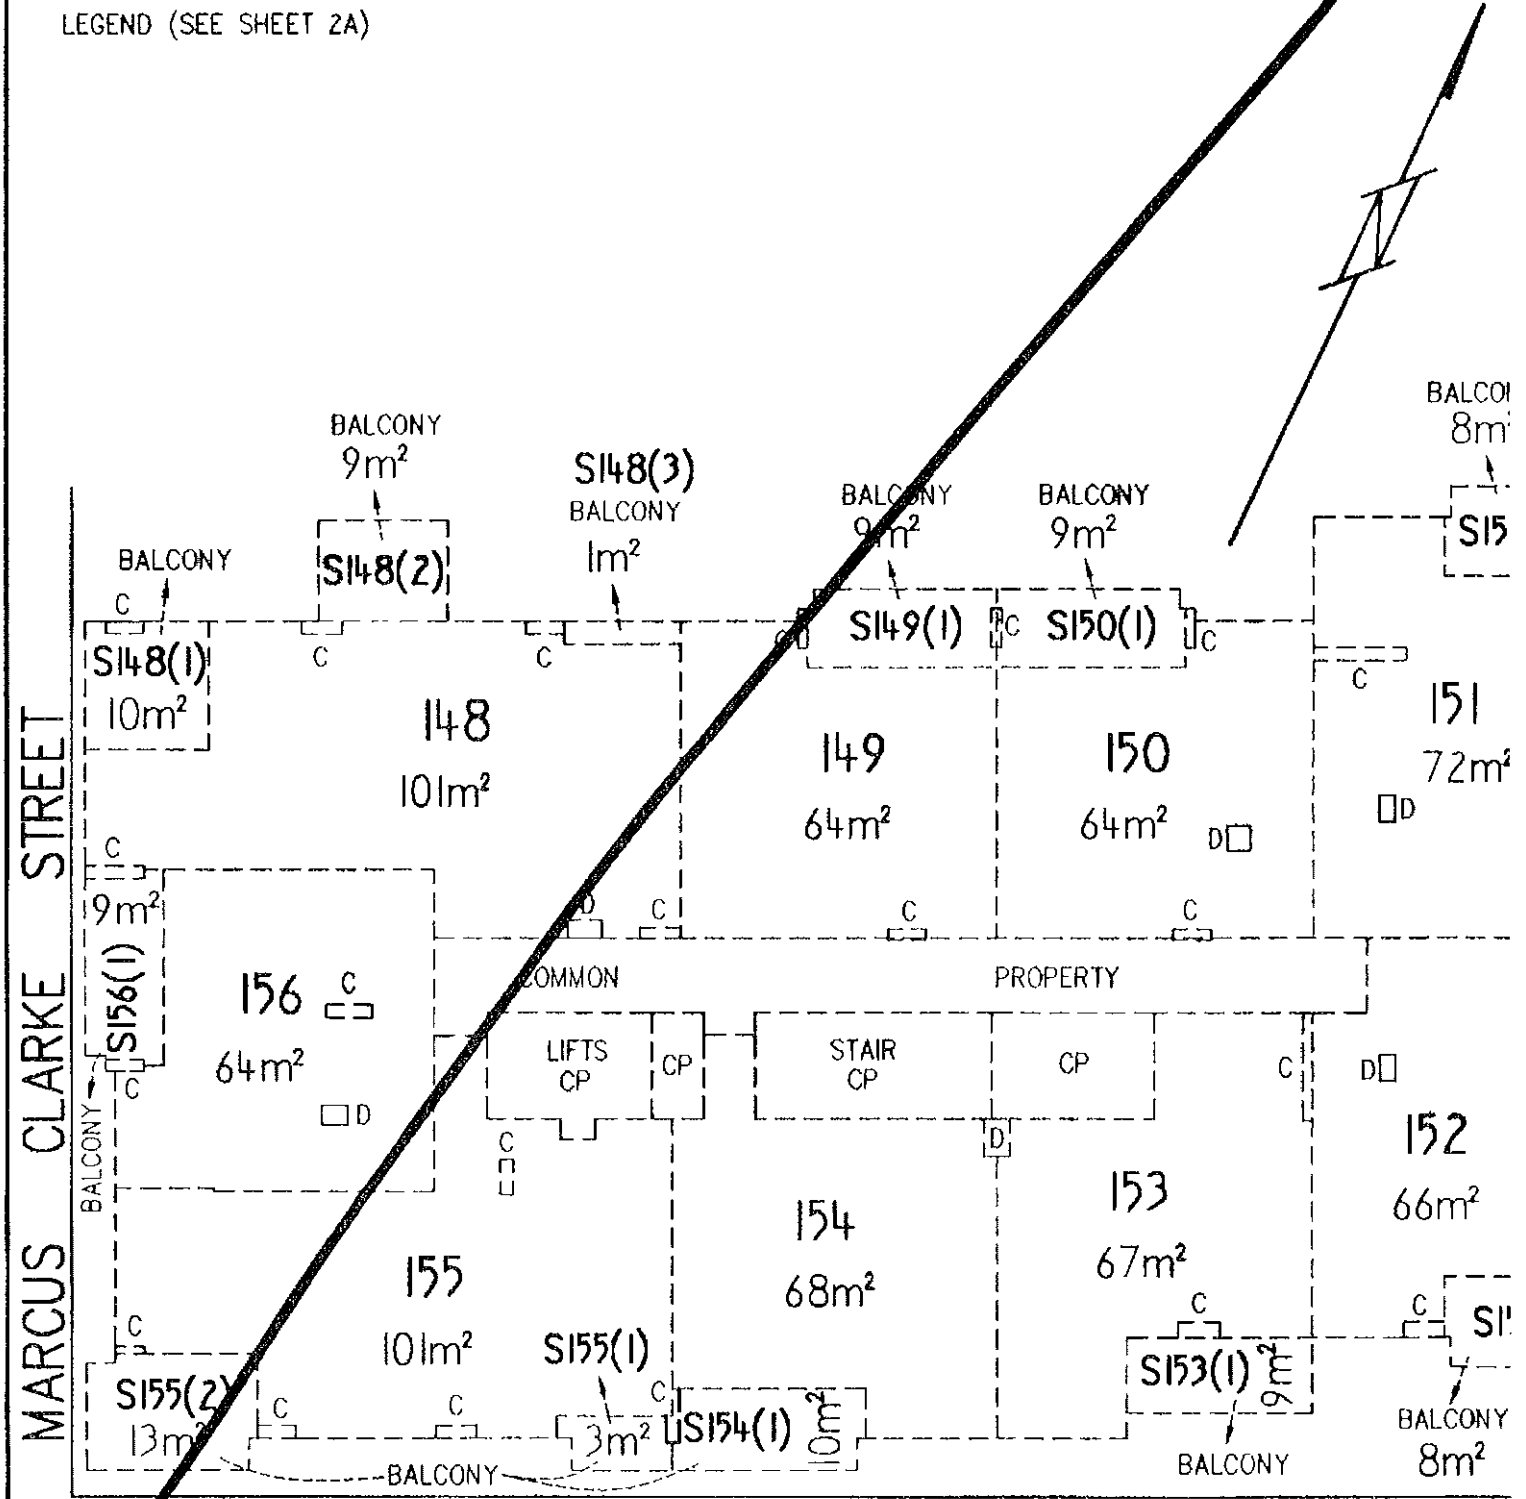 LEGEND (SEE SHEET 2A)
BALCONY
9m²
S148(2)
S148(3)
BALCONY
1m²
BALCONY
9m²
S149(1)
BALCONY
9m²
S150(1)
8m²
BALCONY
C
S148(1)
10m²
C
C
C
C
C
C
148
101m²
149
64m²
150
64m²
D
151
72m²
D
C
9m²
S156(1)
BALCONY
C
156
C
64m²
D
D
C
C
C
COMMON PROPERTY
LIFTS
CP
CP
STAIR
CP
CP
C
D
152
66m²
C
D
155
101m²
154
68m²
153
67m²
C
C
S155(2)
13m²
C
C
S155(1)
3m²
C
S154(1)
10m²
BALCONY
C
S153(1)
9m²
BALCONY
BALCONY
8m²
MARCUS CLARKE STREET